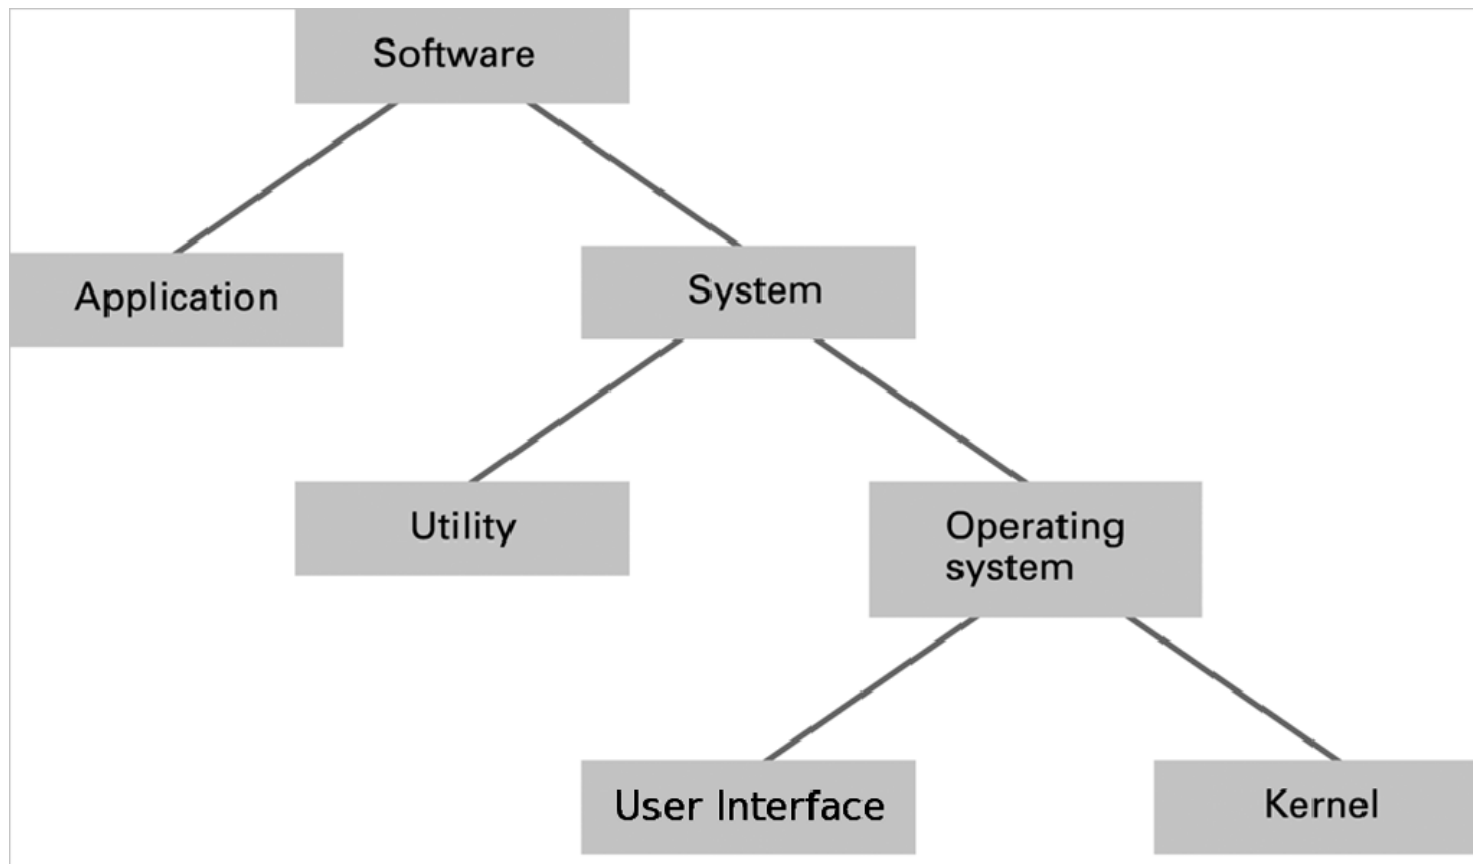 Software
Application
System
Utility
Operating
system
User Interface
Kernel